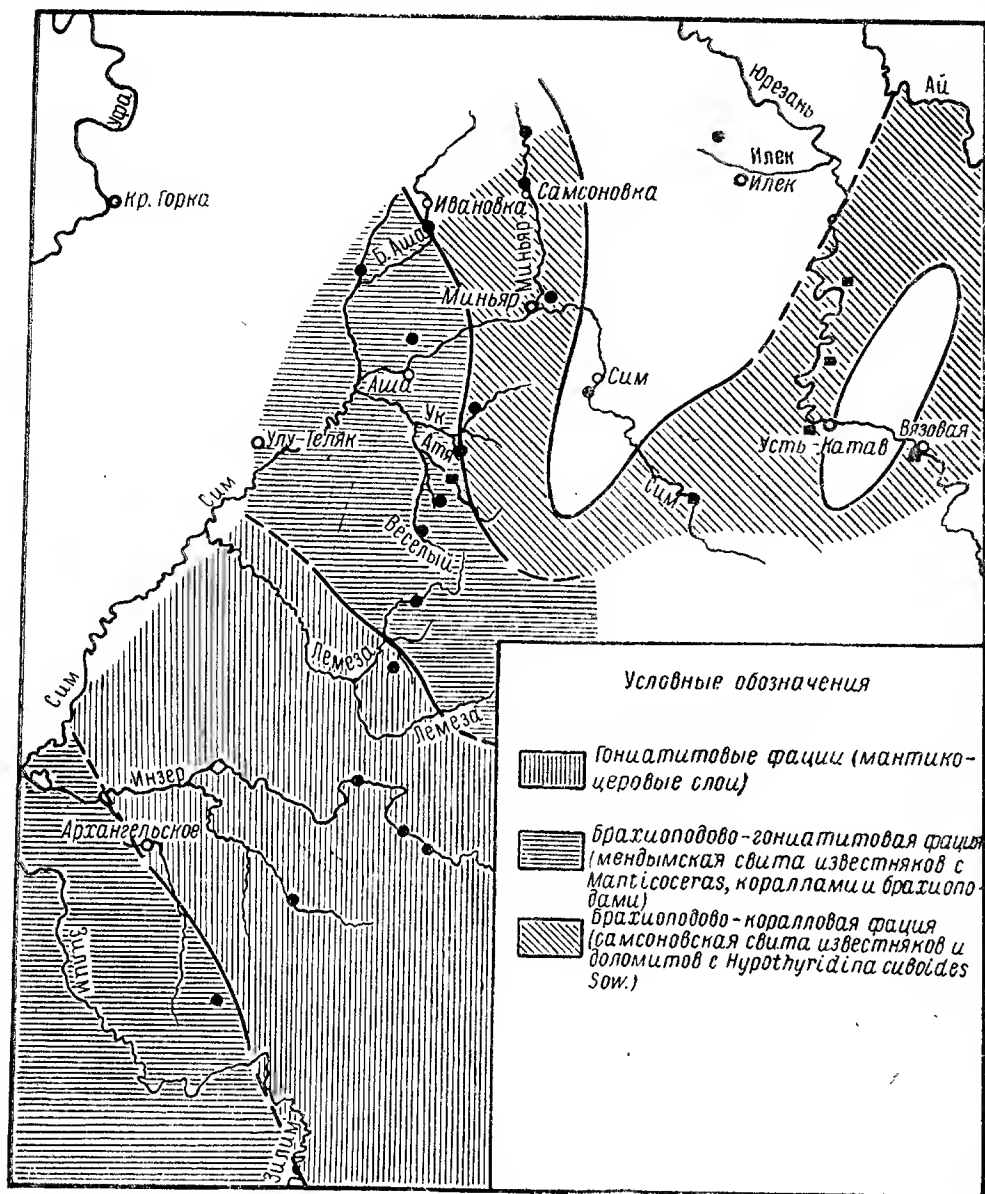 Уфа
Кр. Горка
Юрезань
Ай
Илек
Илек
Самсоновка
Ивановка
Б. Аша
Миньяр
Миньяр
Аша
Сим
Ук
Атя
Улу-Теляк
Усть-Катав
Вязовая
Сим
Сим
Веселый
Лемеза
Лемеза
Сим
Инзер
Архангельское
Зилим
Зилим
Условные обозначения
Гониатитовые фации (мантико-
церовые слои)
Брахиоподово-гониатитовая фация
(мендымская свита известняков с
Manticoceras, кораллами и брахиопо-
дами)
Брахиоподово-коралловая фация
(самсоновская свита известняков и
доломитов с Hypothyridina cuboides
Sow.)